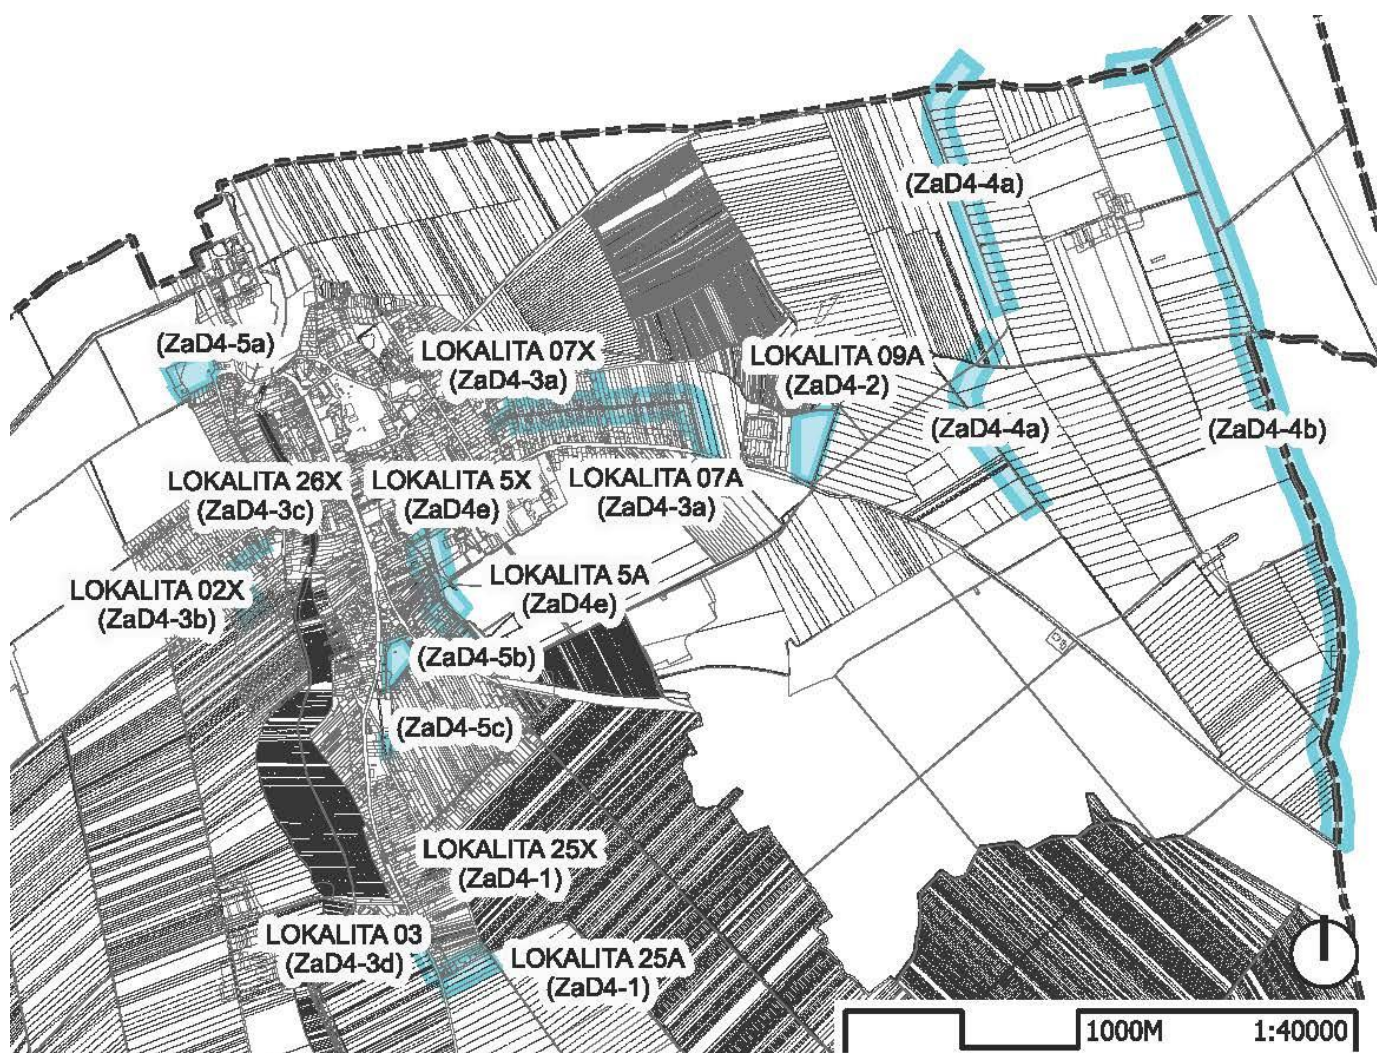 (ZaD4-4a)
(ZaD4-5a)
LOKALITA 07X
(ZaD4-3a)
LOKALITA 09A
(ZaD4-2)
(ZaD4-4a)
(ZaD4-4b)
LOKALITA 26X
(ZaD4-3c)
LOKALITA 5X
(ZaD4e)
LOKALITA 07A
(ZaD4-3a)
LOKALITA 02X
(ZaD4-3b)
LOKALITA 5A
(ZaD4e)
(ZaD4-5b)
(ZaD4-5c)
LOKALITA 25X
(ZaD4-1)
LOKALITA 03
(ZaD4-3d)
LOKALITA 25A
(ZaD4-1)
1000M 1:40000